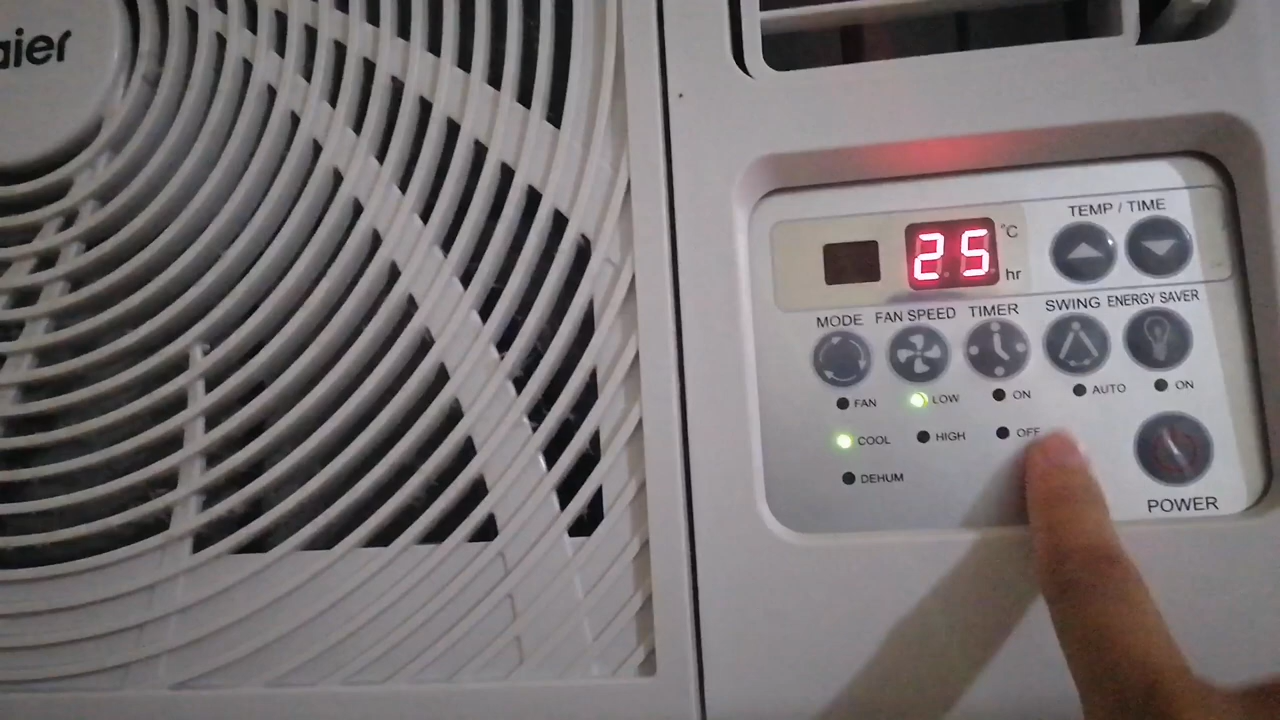 aier
25
°C
hr
TEMP / TIME
MODE
FAN SPEED
TIMER
SWING
ENERGY SAVER
FAN
LOW
ON
AUTO
ON
COOL
HIGH
OFF
DEHUM
POWER